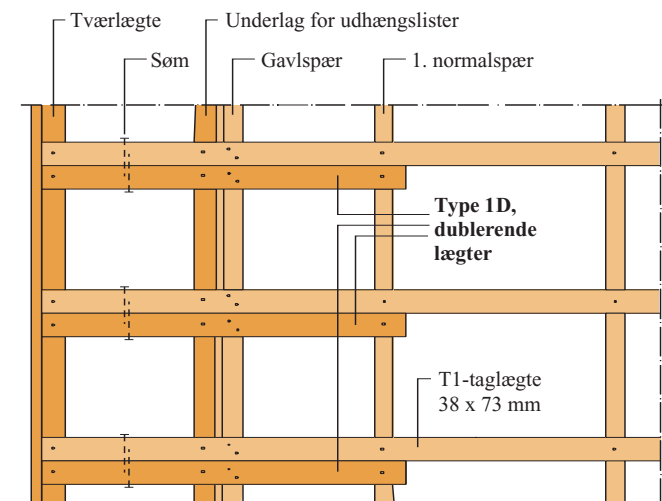 Tværlægte
Underlag for udhængslister
Søm
Gavlspær
1. normalspær
Type 1D,
dublerende
lægter
T1-taglægte
38 x 73 mm